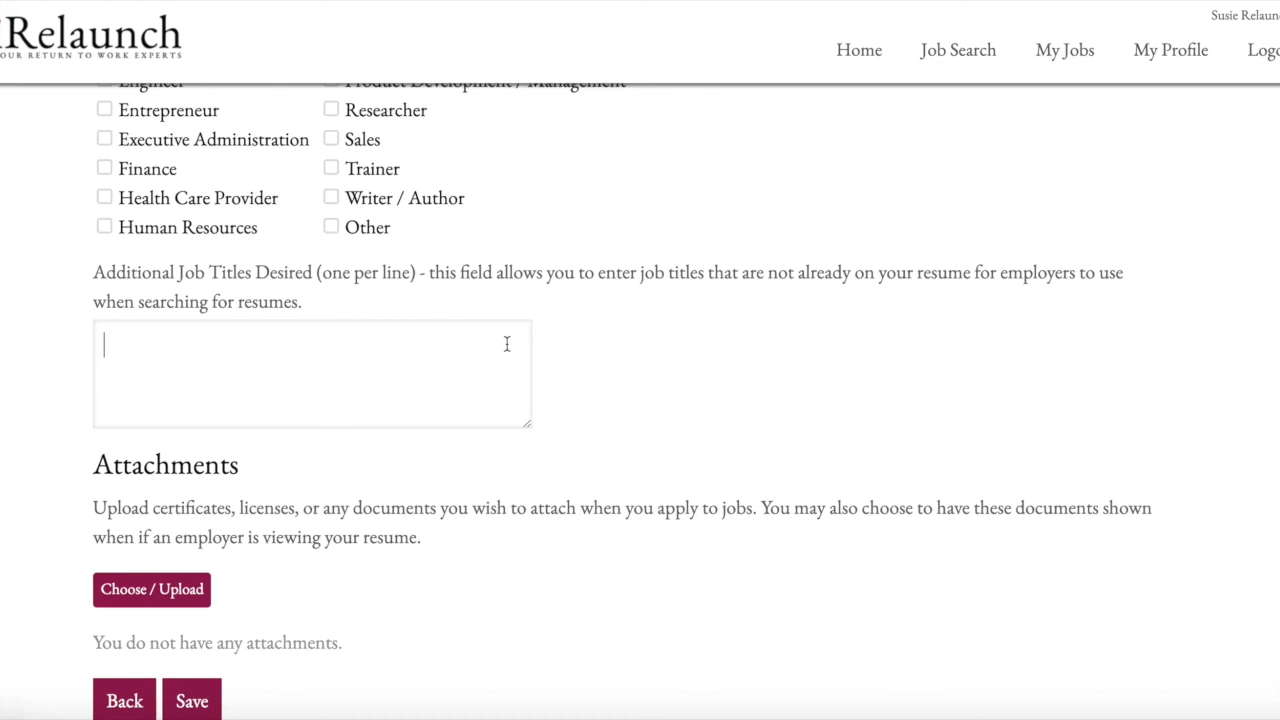 Susie Relaun
Relaunch
OUR RETURN TO WORK EXPERTS
Home Job Search My Jobs My Profile Logo
Engineer Product Development / Management
Entrepreneur Researcher
Executive Administration Sales
Finance Trainer
Health Care Provider Writer / Author
Human Resources Other
Additional Job Titles Desired (one per line) - this field allows you to enter job titles that are not already on your resume for employers to use
when searching for resumes.
Attachments
Upload certificates, licenses, or any documents you wish to attach when you apply to jobs. You may also choose to have these documents shown
when if an employer is viewing your resume.
Choose / Upload
You do not have any attachments.
Back Save